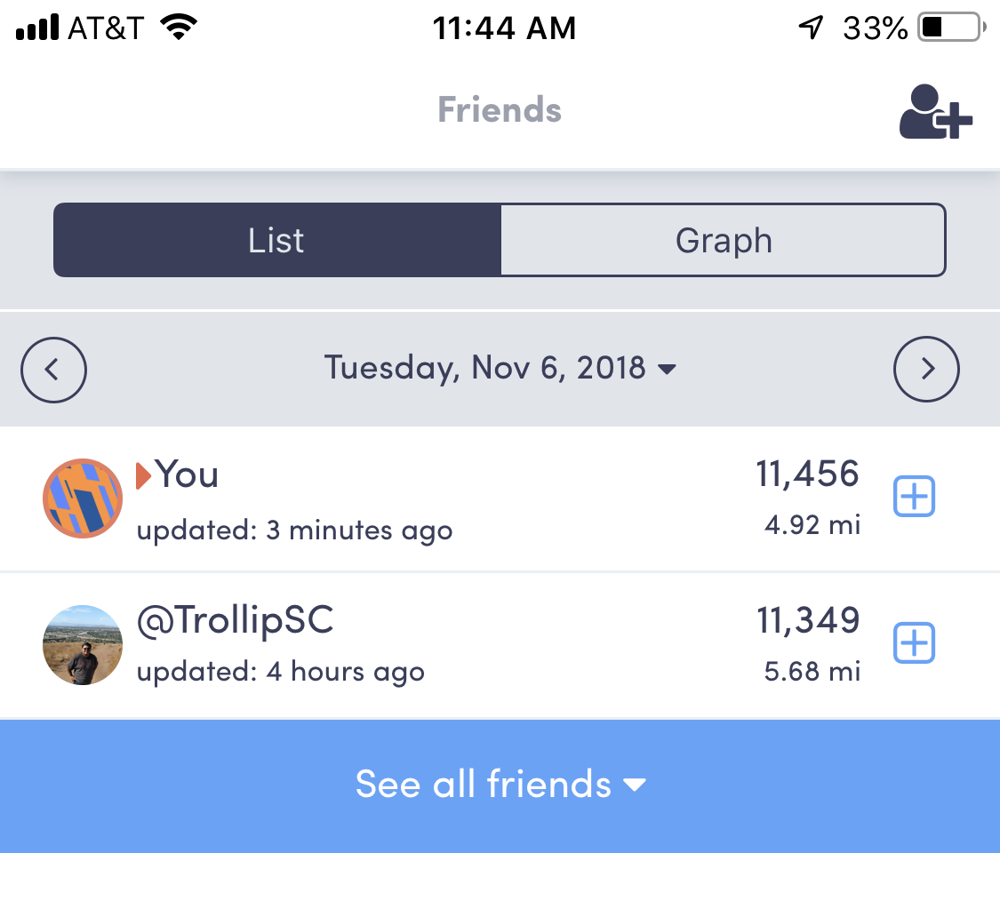 AT&T 11:44 AM 33%
Friends
List Graph
Tuesday, Nov 6, 2018
You 11,456
updated: 3 minutes ago 4.92 mi
@TrollipSC 11,349
updated: 4 hours ago 5.68 mi
See all friends